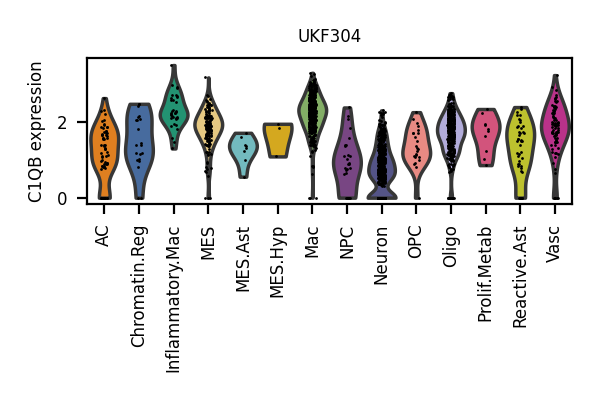 UKF304
C1QB expression
2
0
AC
Chromatin.Reg
Inflammatory.Mac
MES
MES.Ast
MES.Hyp
Mac
NPC
Neuron
OPC
Oligo
Prolif.Metab
Reactive.Ast
Vasc